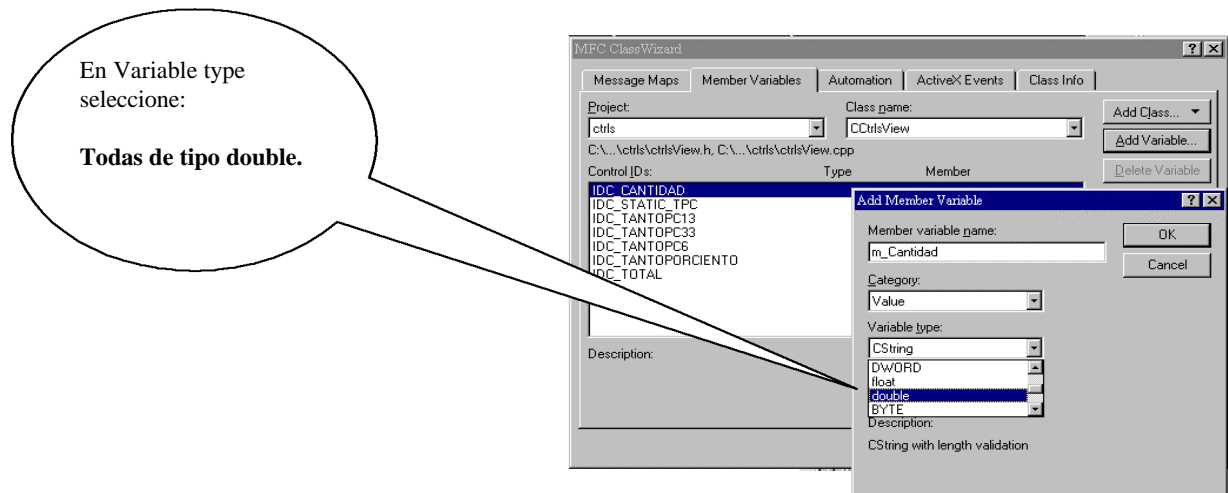 En Variable type
seleccione:
Todas de tipo double.
MFC ClassWizard
Message Maps
Member Variables
Automation
ActiveX Events
Class Info
Project:
Class name:
Add Class...
ctrls
CCtrlsView
Add Variable...
C:\...\ctrls\ctrlsView.h, C:\...\ctrls\ctrlsView.cpp
Control IDs:
Type
Member
Delete Variable
IDC_CANTIDAD
IDC_STATIC_TPC
IDC_TANTOPC13
IDC_TANTOPC33
IDC_TANTOPC6
IDC_TANTOPORCIENTO
IDC_TOTAL
Description:
Add Member Variable
Member variable name:
OK
m_Cantidad
Cancel
Category:
Value
Variable type:
CString
DWORD
float
double
BYTE
Description:
CString with length validation